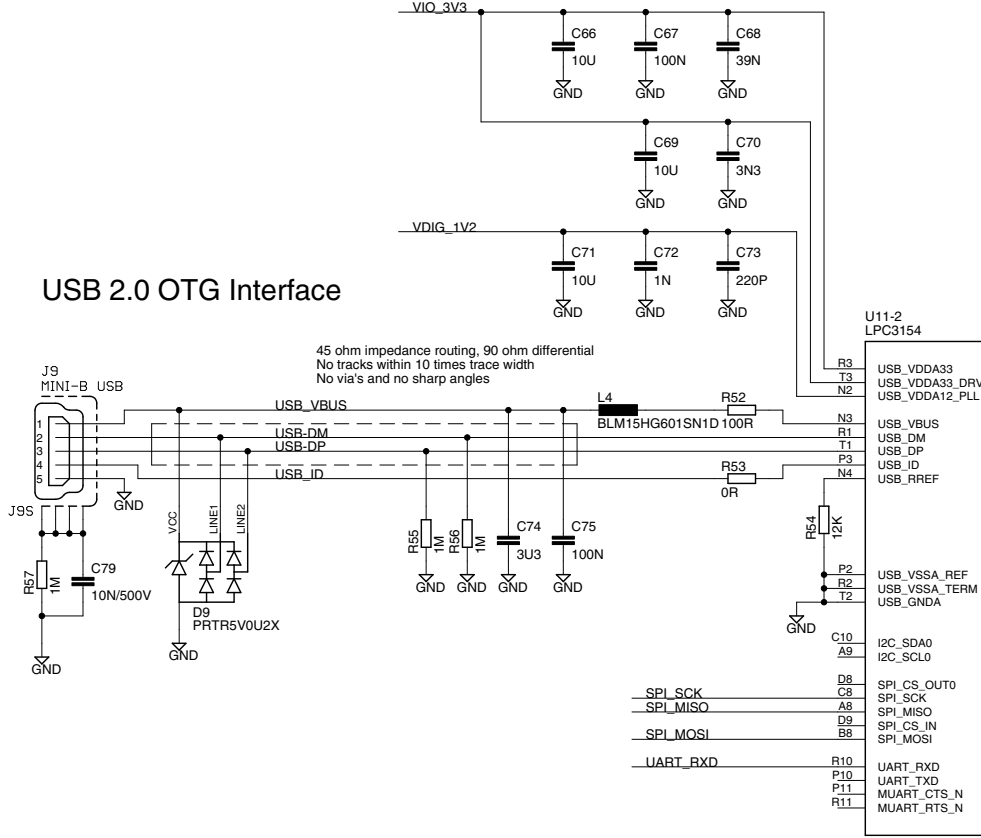 VIO_3V3
C66
10U
GND
C67
100N
GND
C68
39N
GND
C69
10U
GND
C70
3N3
GND
VDIG_1V2
C71
10U
GND
C72
1N
GND
C73
220P
GND
USB 2.0 OTG Interface
45 ohm impedance routing, 90 ohm differential
No tracks within 10 times trace width
No via's and no sharp angles
J9
MINI-B USB
1
2
3
4
5
J9S
GND
R57
1M
C79
10N/500V
GND
USB_VBUS
USB-DM
USB-DP
USB_ID
VCC
LINE1
LINE2
D9
PRTR5V0U2X
GND
R55
1M
GND
R56
1M
GND
C74
3U3
GND
C75
100N
GND
L4
BLM15HG601SN1D
R52
100R
R53
0R
R54
12K
GND
U11-2
LPC3154
R3 USB_VDDA33
T3 USB_VDDA33_DRV
N2 USB_VDDA12_PLL
N3 USB_VBUS
R1 USB_DM
T1 USB_DP
P3 USB_ID
N4 USB_RREF
P2 USB_VSSA_REF
R2 USB_VSSA_TERM
T2 USB_GNDA
C10 I2C_SDA0
A9 I2C_SCL0
D8 SPI_CS_OUT0
SPI_SCK C8 SPI_SCK
SPI_MISO A8 SPI_MISO
D9 SPI_CS_IN
SPI_MOSI B8 SPI_MOSI
UART_RXD R10 UART_RXD
P10 UART_TXD
P11 MUART_CTS_N
R11 MUART_RTS_N